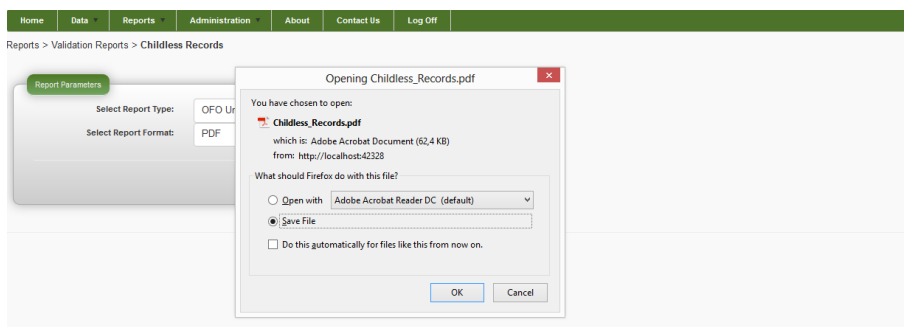 Home Data Reports Administration About Contact Us Log Off
Reports > Validation Reports > Childless Records
Opening Childless_Records.pdf
Report Parameters
You have chosen to open:
Select Report Type: OFO
Childless_Records.pdf
Select Report Format: PDF
which is: Adobe Acrobat Document (62,4 KB)
from: http://localhost:42328
What should Firefox do with this file?
Open with Adobe Acrobat Reader DC (default)
Save File
Do this automatically for files like this from now on.
OK Cancel